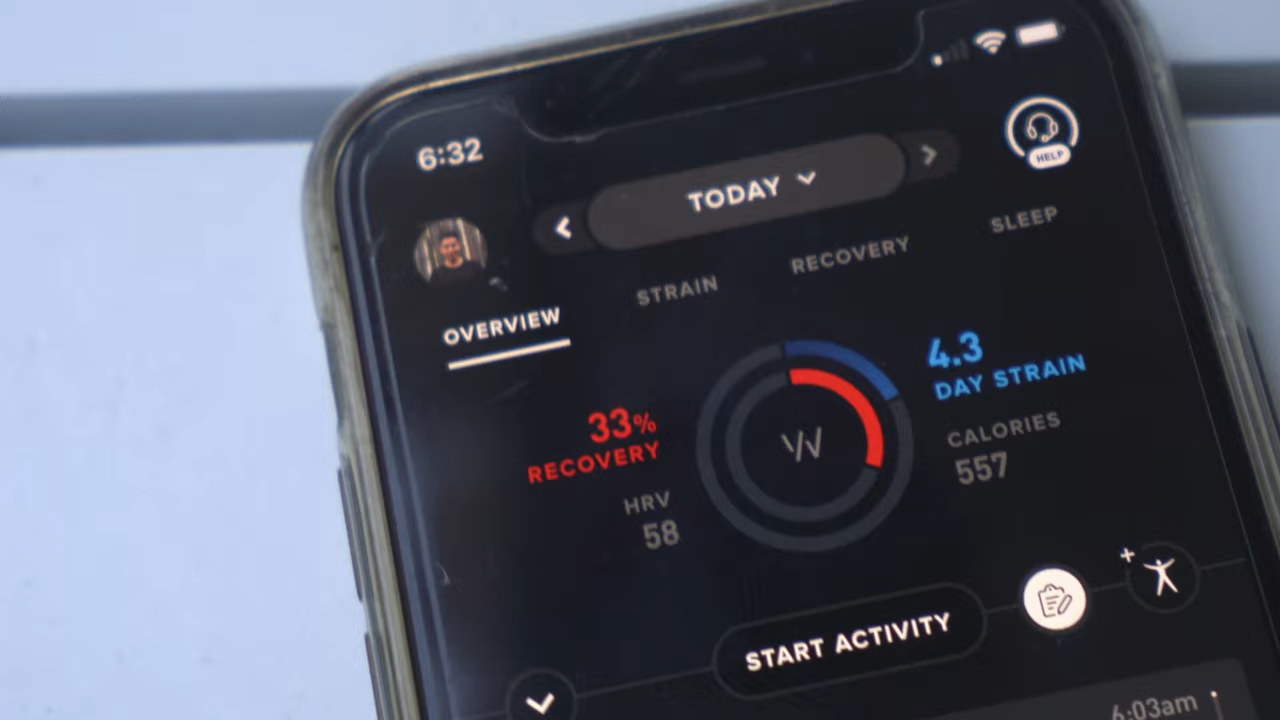 6:32
TODAY
HELP
OVERVIEW
STRAIN
RECOVERY
SLEEP
33%
RECOVERY
HRV
58
4.3
DAY STRAIN
CALORIES
557
START ACTIVITY
6:03am